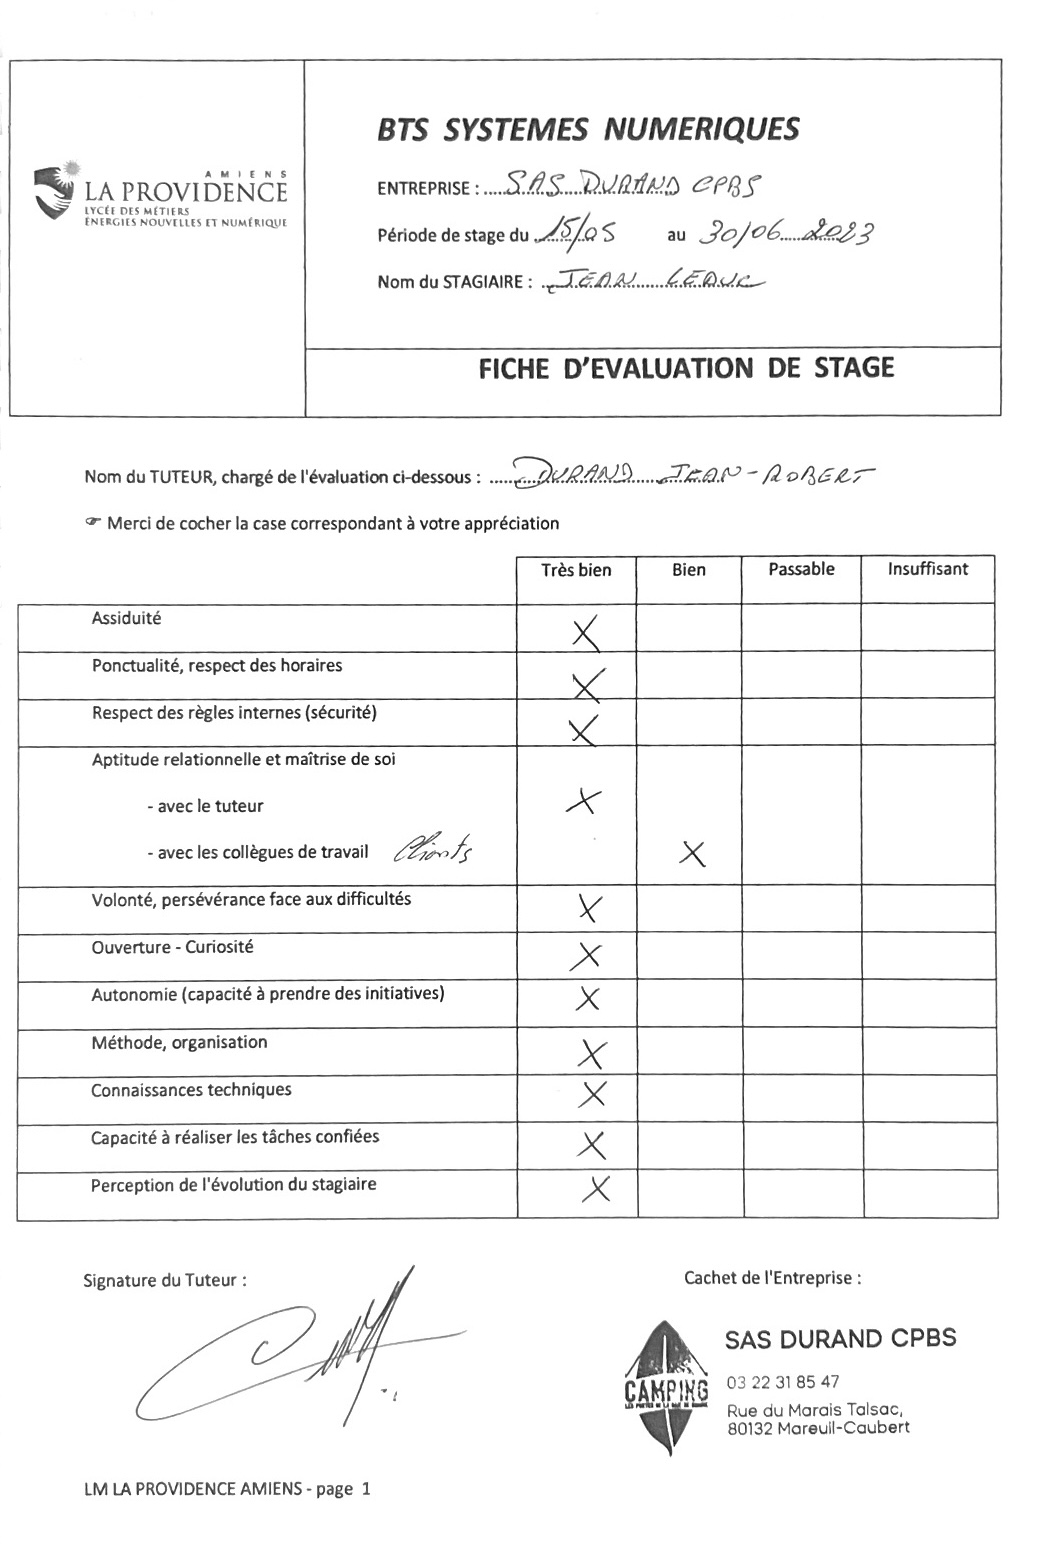 BTS SYSTEMES NUMERIQUES
AMIENS
LA PROVIDENCE
LYCÉE DES MÉTIERS
ÉNERGIES NOUVELLES ET NUMÉRIQUE
ENTREPRISE : SAS DURAND CPBS
Période de stage du 15/05 au 30/06 2023
Nom du STAGIAIRE : JEAN LEDUC
FICHE D'EVALUATION DE STAGE
Nom du TUTEUR, chargé de l'évaluation ci-dessous : DURAND JEAN-ROBERT
☞ Merci de cocher la case correspondant à votre appréciation
Très bien Bien Passable Insuffisant
Assiduité X
Ponctualité, respect des horaires X
Respect des règles internes (sécurité) X
Aptitude relationnelle et maîtrise de soi
- avec le tuteur X
- avec les collègues de travail Clients X
Volonté, persévérance face aux difficultés X
Ouverture - Curiosité X
Autonomie (capacité à prendre des initiatives) X
Méthode, organisation X
Connaissances techniques X
Capacité à réaliser les tâches confiées X
Perception de l'évolution du stagiaire X
Signature du Tuteur :
Cachet de l'Entreprise :
CAMPING
SAS DURAND CPBS
03 22 31 85 47
Rue du Marais Talsac,
80132 Mareuil-Caubert
LM LA PROVIDENCE AMIENS - page 1